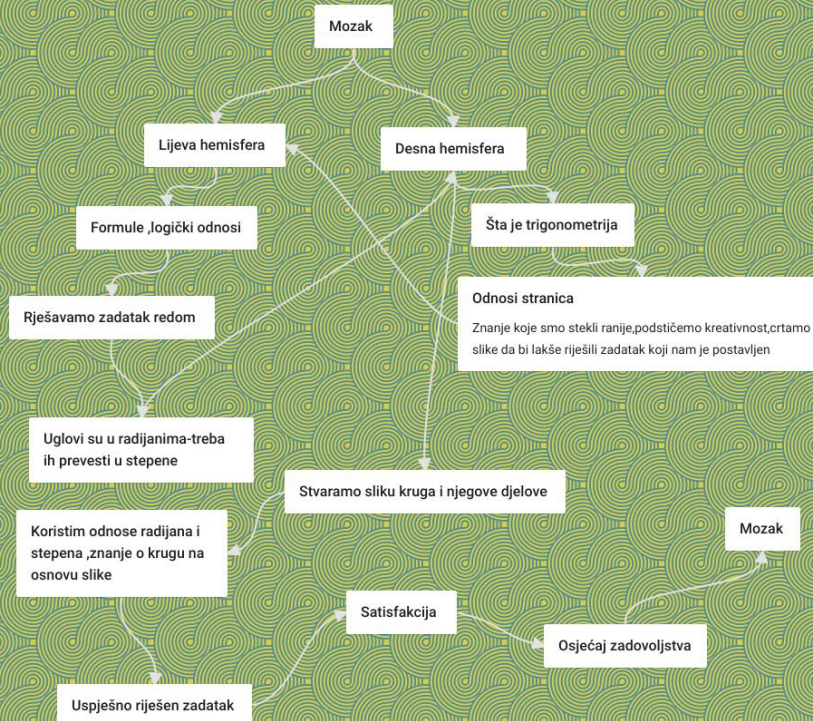 Mozak
Lijeva hemisfera
Desna hemisfera
Formule ,logički odnosi
Šta je trigonometrija
Rješavamo zadatak redom
Odnosi stranica
Znanje koje smo stekli ranije,podstičemo kreativnost,crtamo
slike da bi lakše riješili zadatak koji nam je postavljen
Uglovi su u radijanima-treba
ih prevesti u stepene
Stvaramo sliku kruga i njegove djelove
Koristim odnose radijana i
stepena ,znanje o krugu na
osnovu slike
Mozak
Satisfakcija
Osjećaj zadovoljstva
Uspješno riješen zadatak